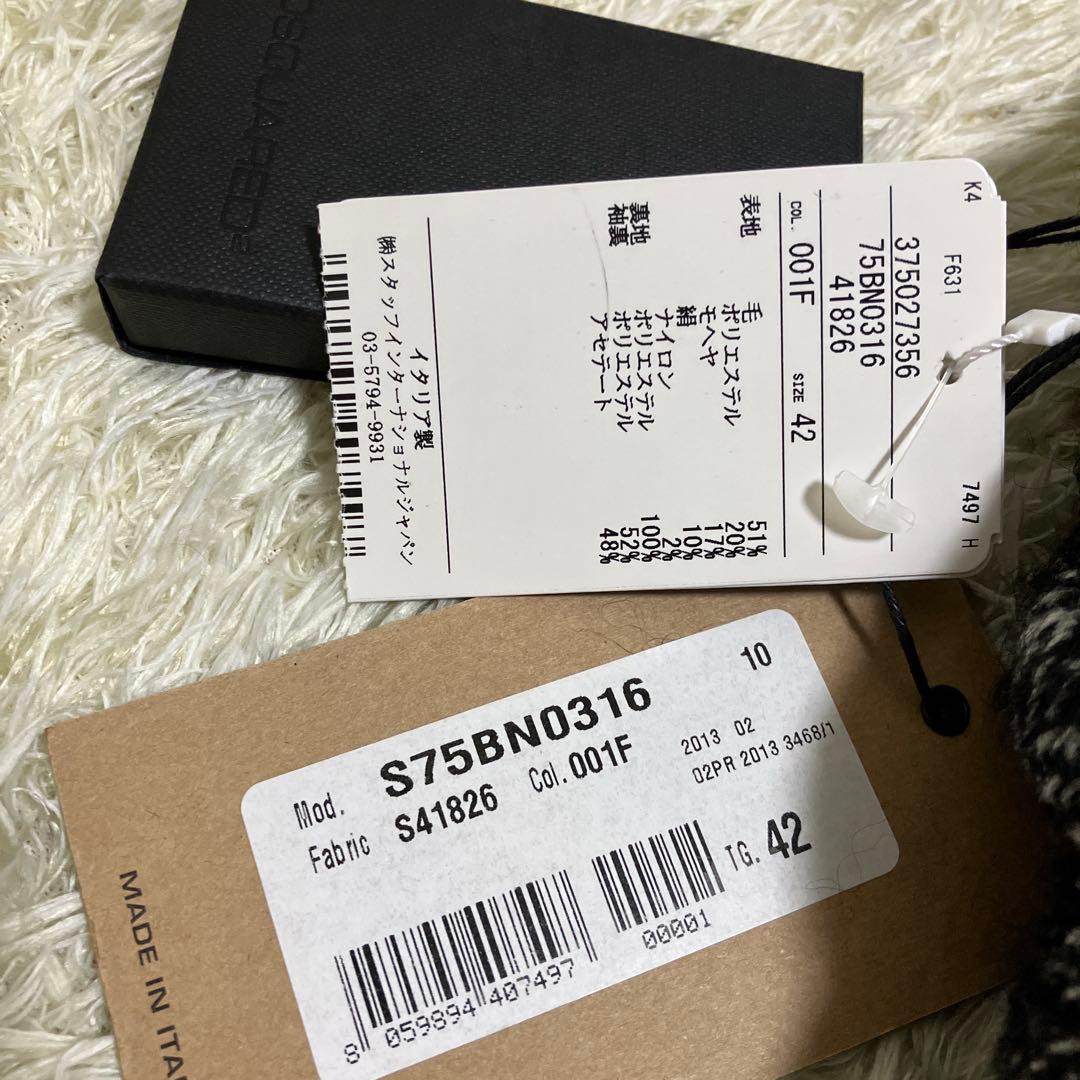 DSQUARED2
K4
F631 7497 H
375027356
75BN0316
41826
COL. 001F SIZE 42
表地 毛 51%
ポリエステル 20%
モヘヤ 17%
絹 10%
ナイロン 2%
裏地 ポリエステル 100%
袖裏 ポリエステル 52%
アセテート 48%
イタリア製
㈱スタッフインターナショナルジャパン
03-5794-9931
10
Mod. S75BN0316
Fabric S41826 Col. 001F
2013 02
02PR 2013 3468/1
TG. 42
8 059894 407497
00001
MADE IN ITA